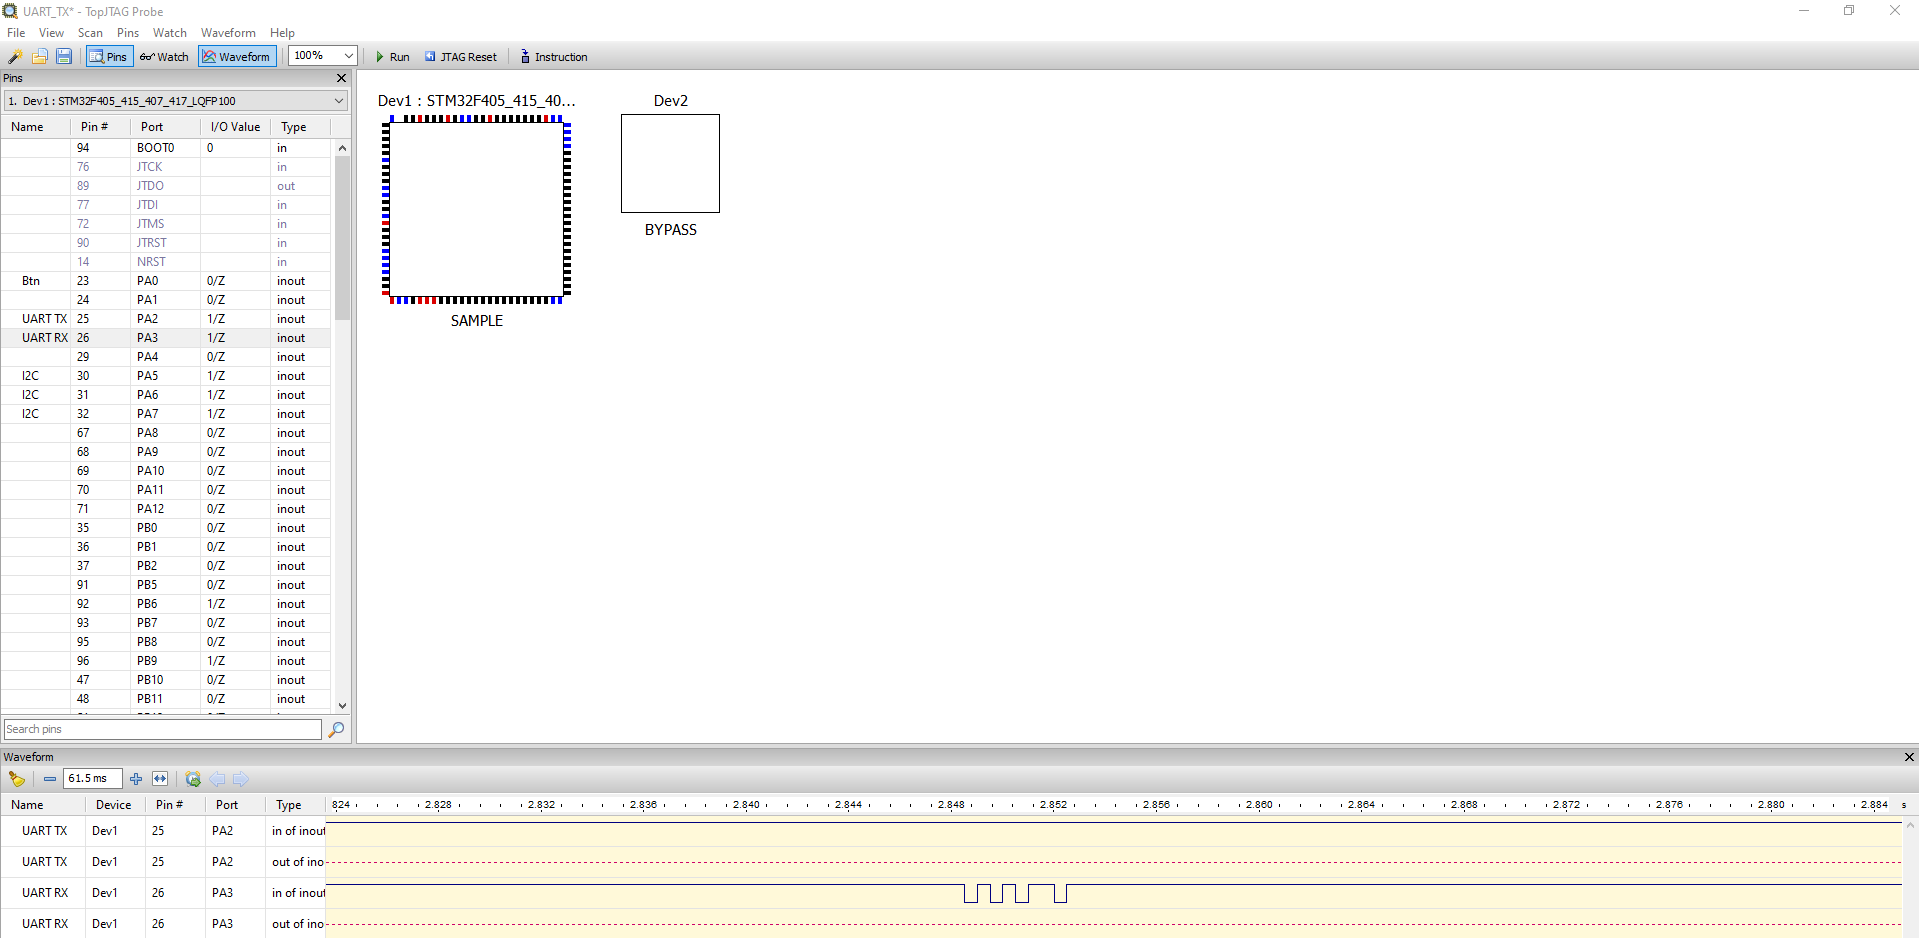 UART_TX* - TopJTAG Probe
File View Scan Pins Watch Waveform Help
Pins Watch Waveform 100% Run JTAG Reset Instruction
Pins
1. Dev1 : STM32F405_415_407_417_LQFP100
Name Pin # Port I/O Value Type
94 BOOT0 0 in
76 JTCK in
89 JTDO out
77 JTDI in
72 JTMS in
90 JTRST in
14 NRST in
Btn 23 PA0 0/Z inout
24 PA1 0/Z inout
UART TX 25 PA2 1/Z inout
UART RX 26 PA3 1/Z inout
29 PA4 0/Z inout
I2C 30 PA5 1/Z inout
I2C 31 PA6 1/Z inout
I2C 32 PA7 1/Z inout
67 PA8 0/Z inout
68 PA9 0/Z inout
69 PA10 0/Z inout
70 PA11 0/Z inout
71 PA12 0/Z inout
35 PB0 0/Z inout
36 PB1 0/Z inout
37 PB2 0/Z inout
91 PB5 0/Z inout
92 PB6 1/Z inout
93 PB7 0/Z inout
95 PB8 0/Z inout
96 PB9 1/Z inout
47 PB10 0/Z inout
48 PB11 0/Z inout
Search pins
Dev1 : STM32F405_415_40...
SAMPLE
Dev2
BYPASS
Waveform
61.5 ms
Name Device Pin # Port Type 824 2.828 2.832 2.836 2.840 2.844 2.848 2.852 2.856 2.860 2.864 2.868 2.872 2.876 2.880 2.884 s
UART TX Dev1 25 PA2 in of inout
UART TX Dev1 25 PA2 out of ino
UART RX Dev1 26 PA3 in of inout
UART RX Dev1 26 PA3 out of ino